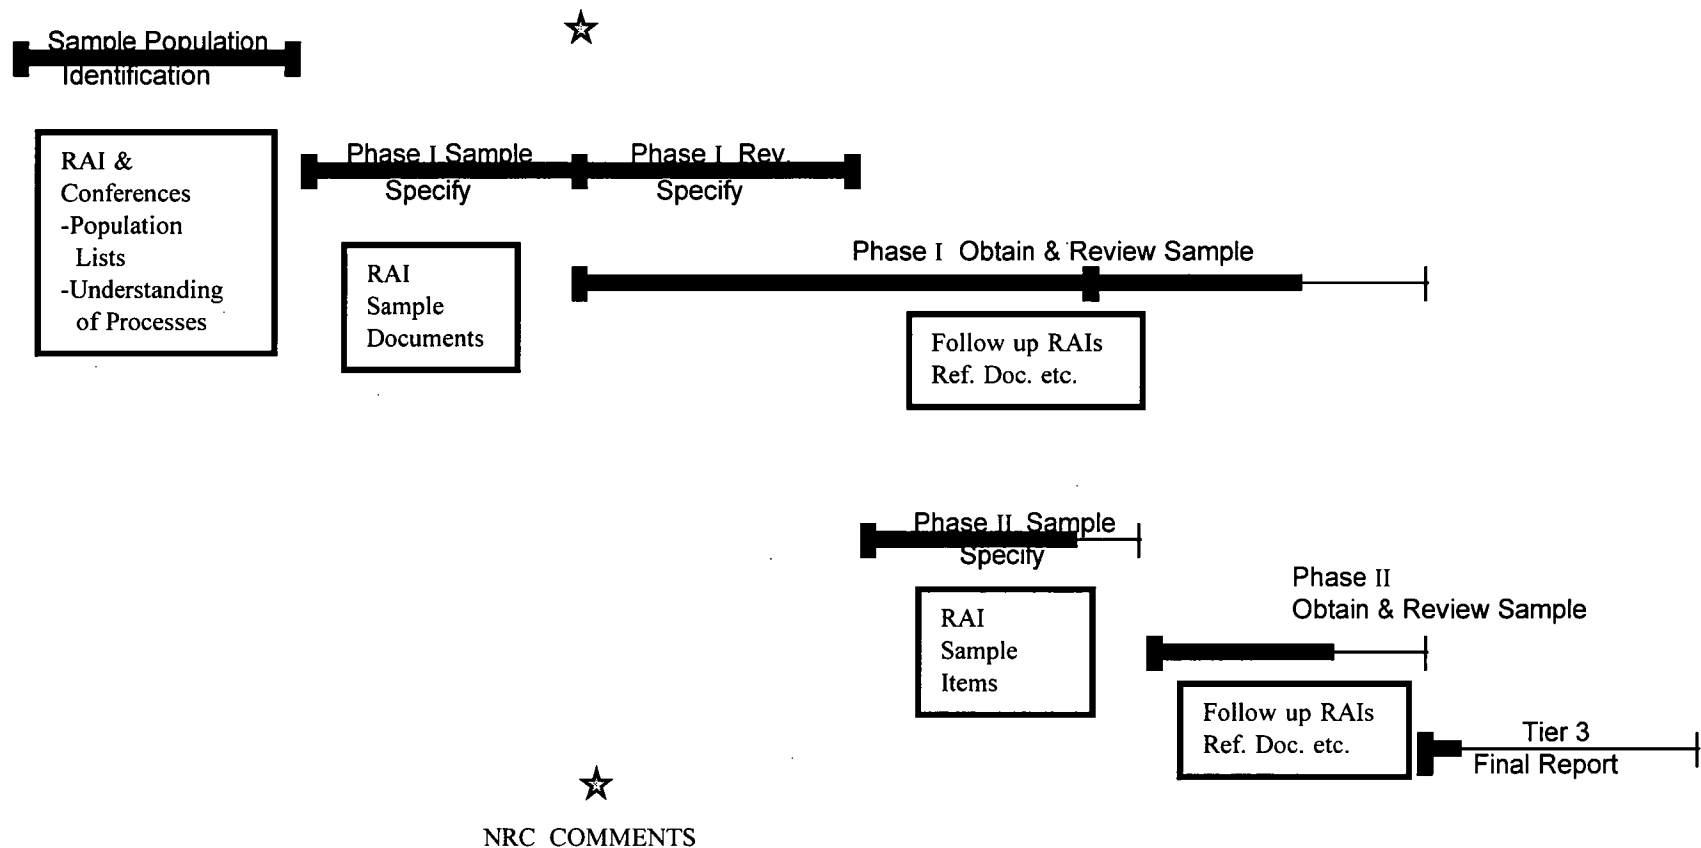 Sample Population
Identification
RAI &
Conferences
-Population
Lists
-Understanding
of Processes
Phase I Sample
Specify
Phase I Rev.
Specify
RAI
Sample
Documents
Phase I Obtain & Review Sample
Follow up RAIs
Ref. Doc. etc.
Phase II Sample
Specify
RAI
Sample
Items
Phase II
Obtain & Review Sample
Follow up RAIs
Ref. Doc. etc.
Tier 3
Final Report
NRC COMMENTS